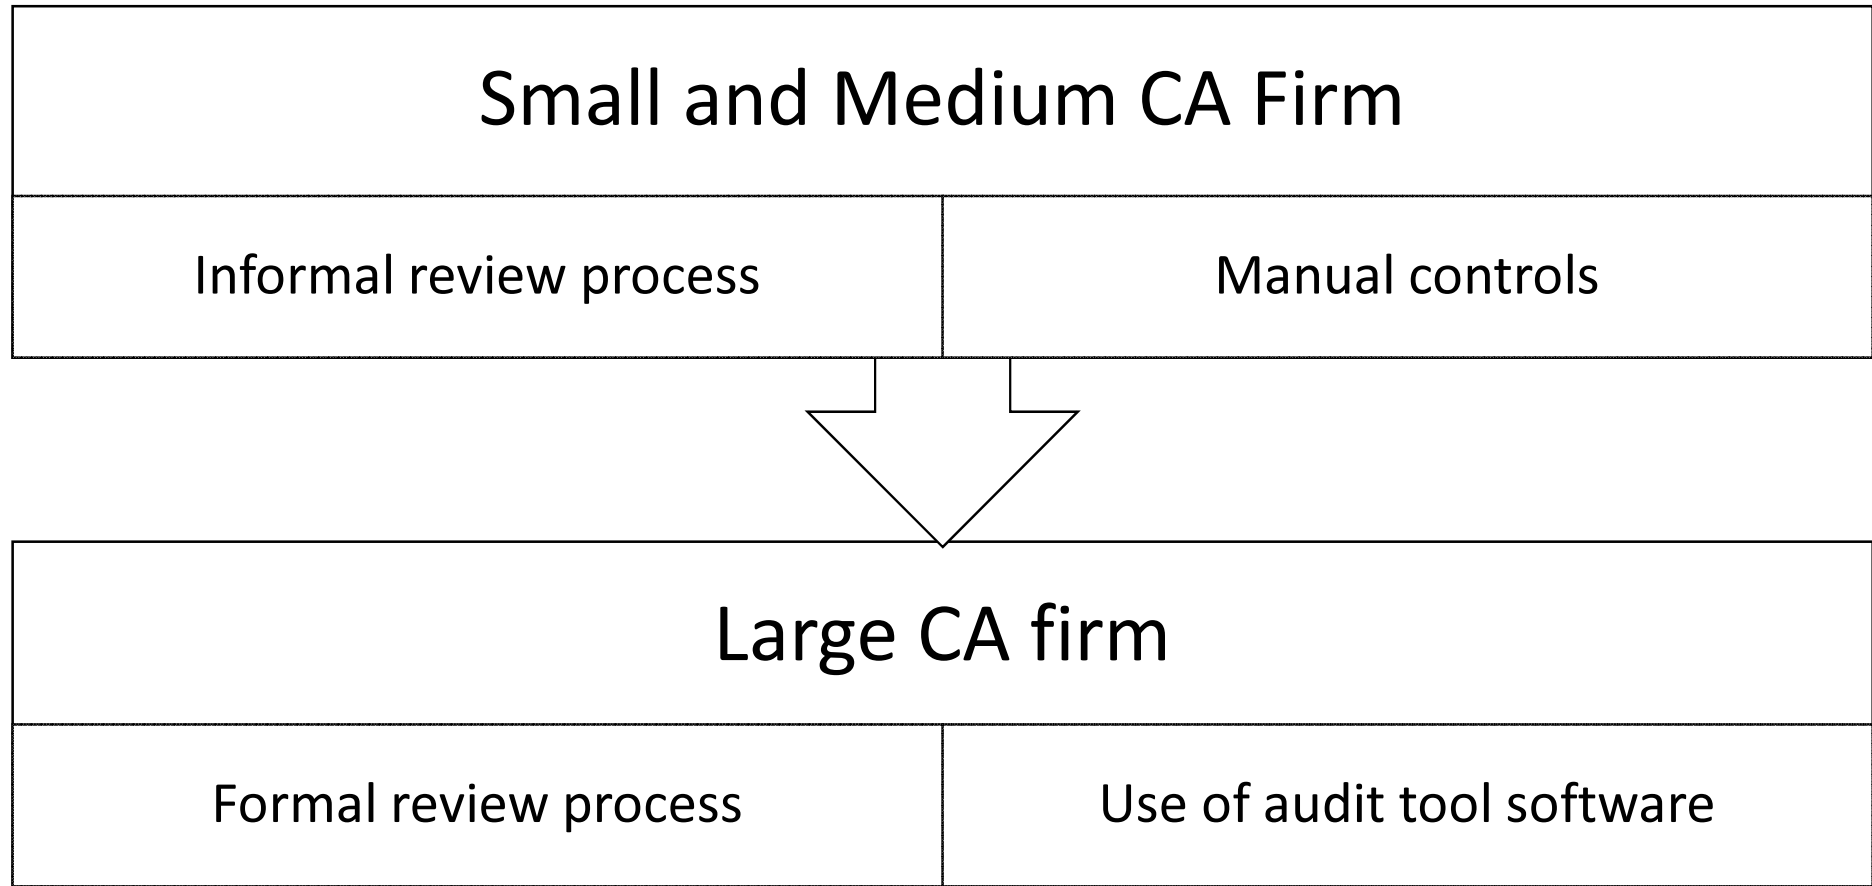 Small and Medium CA Firm
Informal review process
Manual controls
Large CA firm
Formal review process
Use of audit tool software